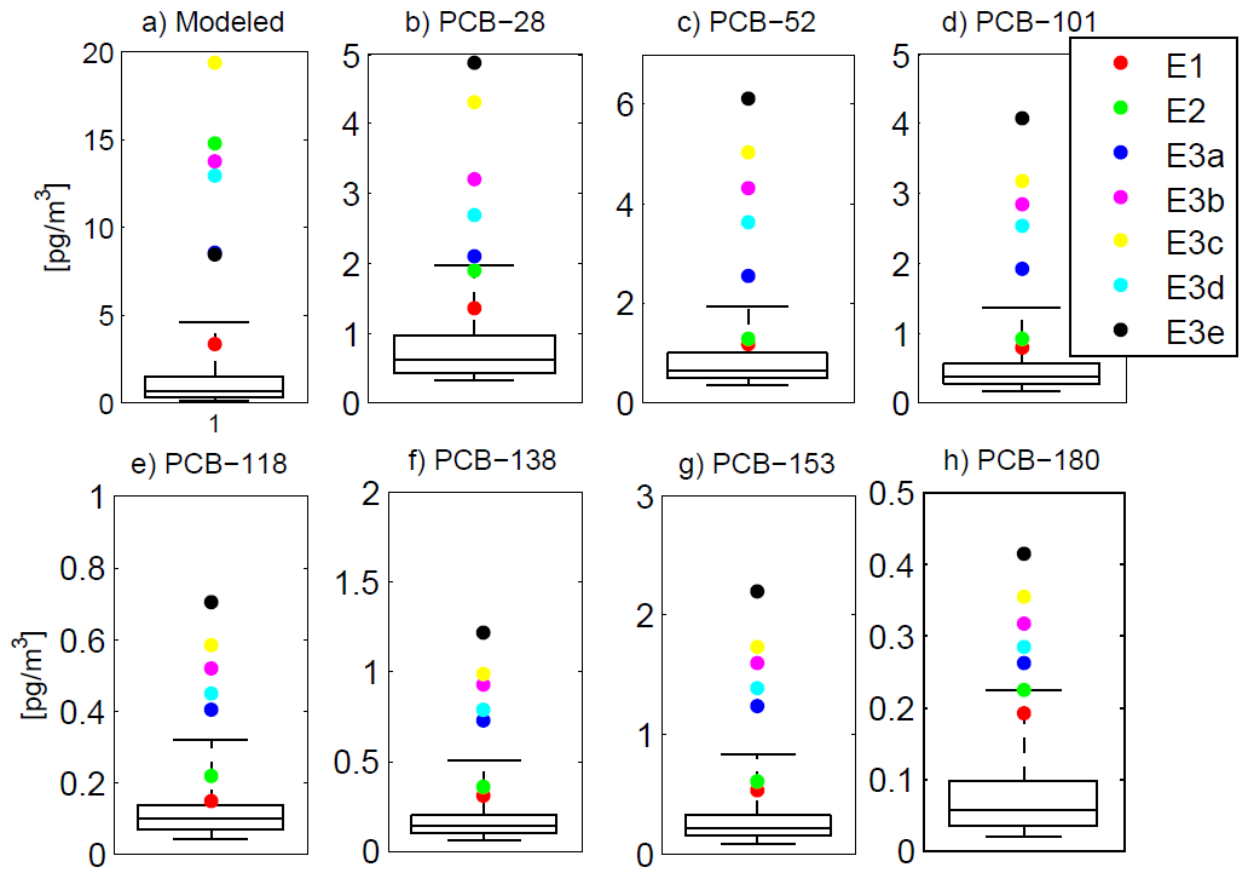 a) Modeled
b) PCB−28
c) PCB−52
d) PCB−101
[pg/m³]
20
15
10
5
0
1
5
4
3
2
1
0
6
4
2
0
5
4
3
2
1
0
E1
E2
E3a
E3b
E3c
E3d
E3e
e) PCB−118
f) PCB−138
g) PCB−153
h) PCB−180
[pg/m³]
1
0.8
0.6
0.4
0.2
0
2
1.5
1
0.5
0
3
2
1
0
0.5
0.4
0.3
0.2
0.1
0